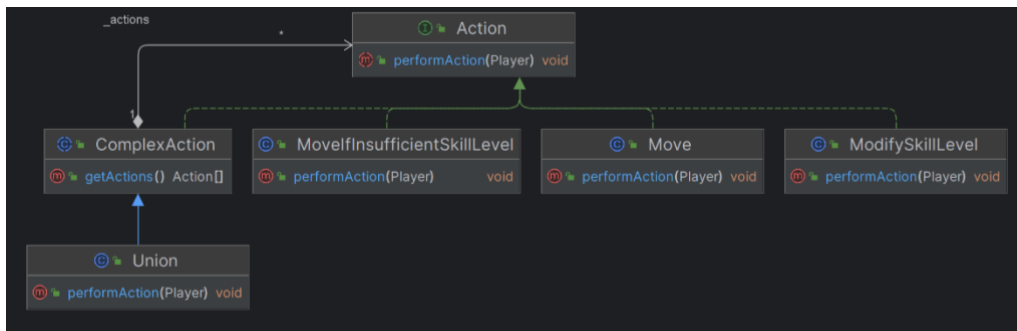 _actions
*
I Action
m performAction(Player) void
1
C ComplexAction
m getActions() Action[]
C MoveIfInsufficientSkillLevel
m performAction(Player) void
C Move
m performAction(Player) void
C ModifySkillLevel
m performAction(Player) void
C Union
m performAction(Player) void